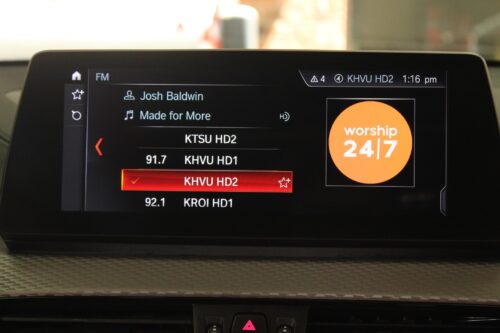 FM
4 4 KHVU HD2 1:16 pm
Josh Baldwin
Made for More
KTSU HD2
91.7 KHVU HD1
KHVU HD2
92.1 KROI HD1
worship
24|7